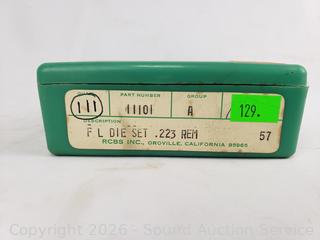 PART NUMBER
GROUP
111
11101
A
129.
DESCRIPTION
F L DIE SET .223 REM
57
RCBS INC., OROVILLE, CALIFORNIA 95965
Copyright 2026 - Sound Auction Service